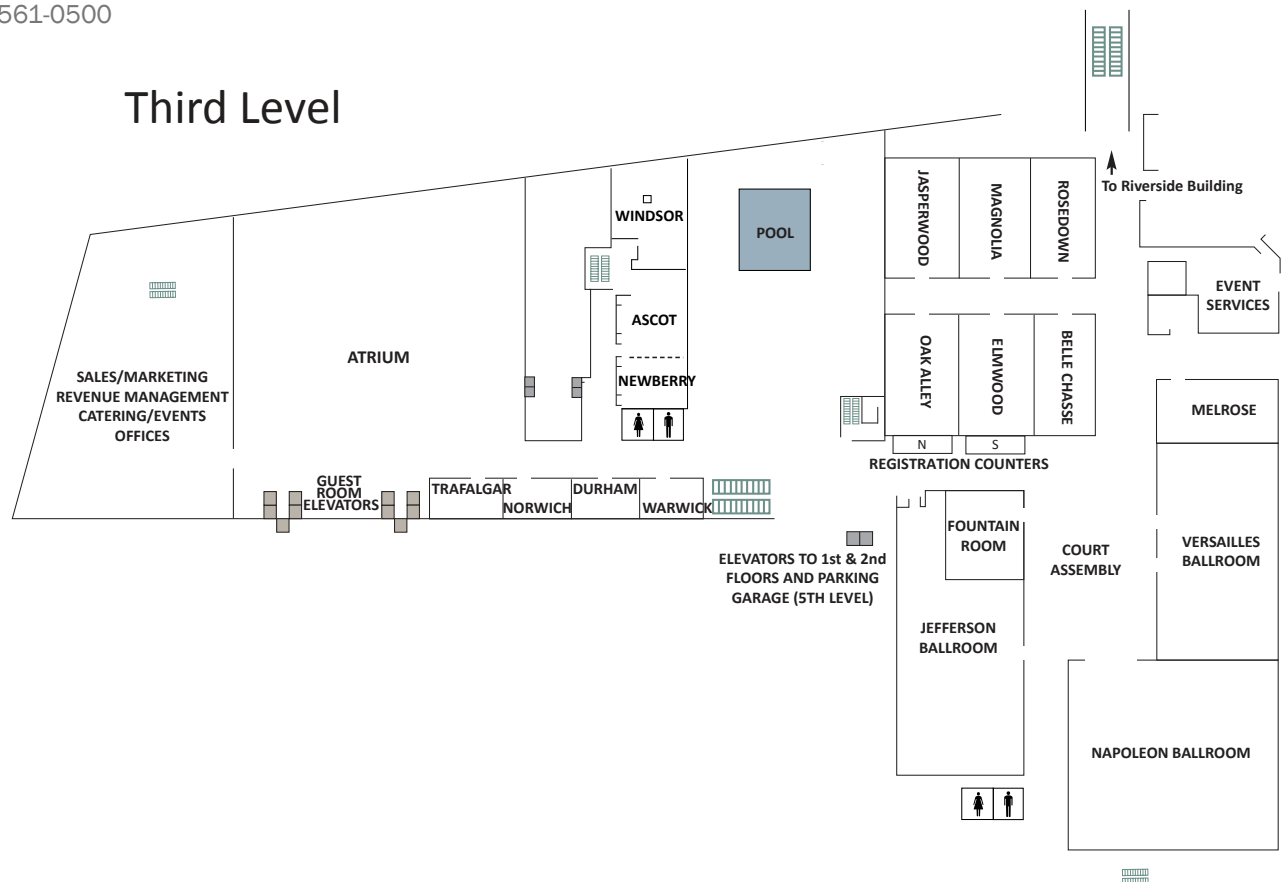 561-0500
Third Level
To Riverside Building
JASPERWOOD
MAGNOLIA
ROSEDOWN
WINDSOR
POOL
EVENT
SERVICES
ASCOT
ATRIUM
OAK ALLEY
ELMWOOD
BELLE CHASSE
SALES/MARKETING
REVENUE MANAGEMENT
CATERING/EVENTS
OFFICES
NEWBERRY
MELROSE
N
S
REGISTRATION COUNTERS
GUEST
ROOM
ELEVATORS
TRAFALGAR
NORWICH
DURHAM
WARWICK
FOUNTAIN
ROOM
COURT
ASSEMBLY
VERSAILLES
BALLROOM
ELEVATORS TO 1st & 2nd
FLOORS AND PARKING
GARAGE (5TH LEVEL)
JEFFERSON
BALLROOM
NAPOLEON BALLROOM